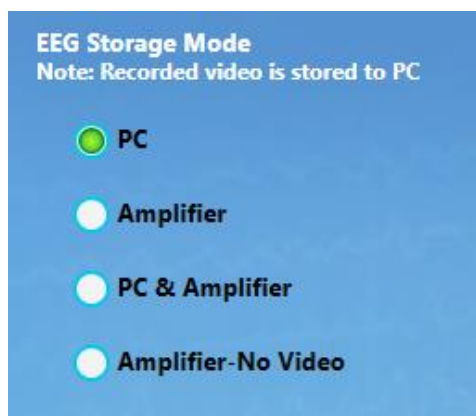 EEG Storage Mode
Note: Recorded video is stored to PC
PC
Amplifier
PC & Amplifier
Amplifier-No Video